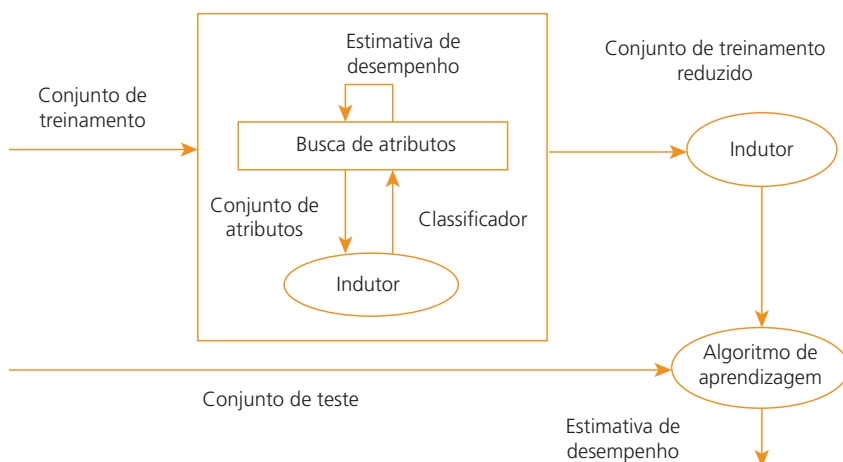 Estimativa de
desempenho
Conjunto de treinamento
reduzido
Conjunto de
treinamento
Busca de atributos
Indutor
Conjunto de
atributos
Classificador
Indutor
Algoritmo de
aprendizagem
Conjunto de teste
Estimativa de
desempenho